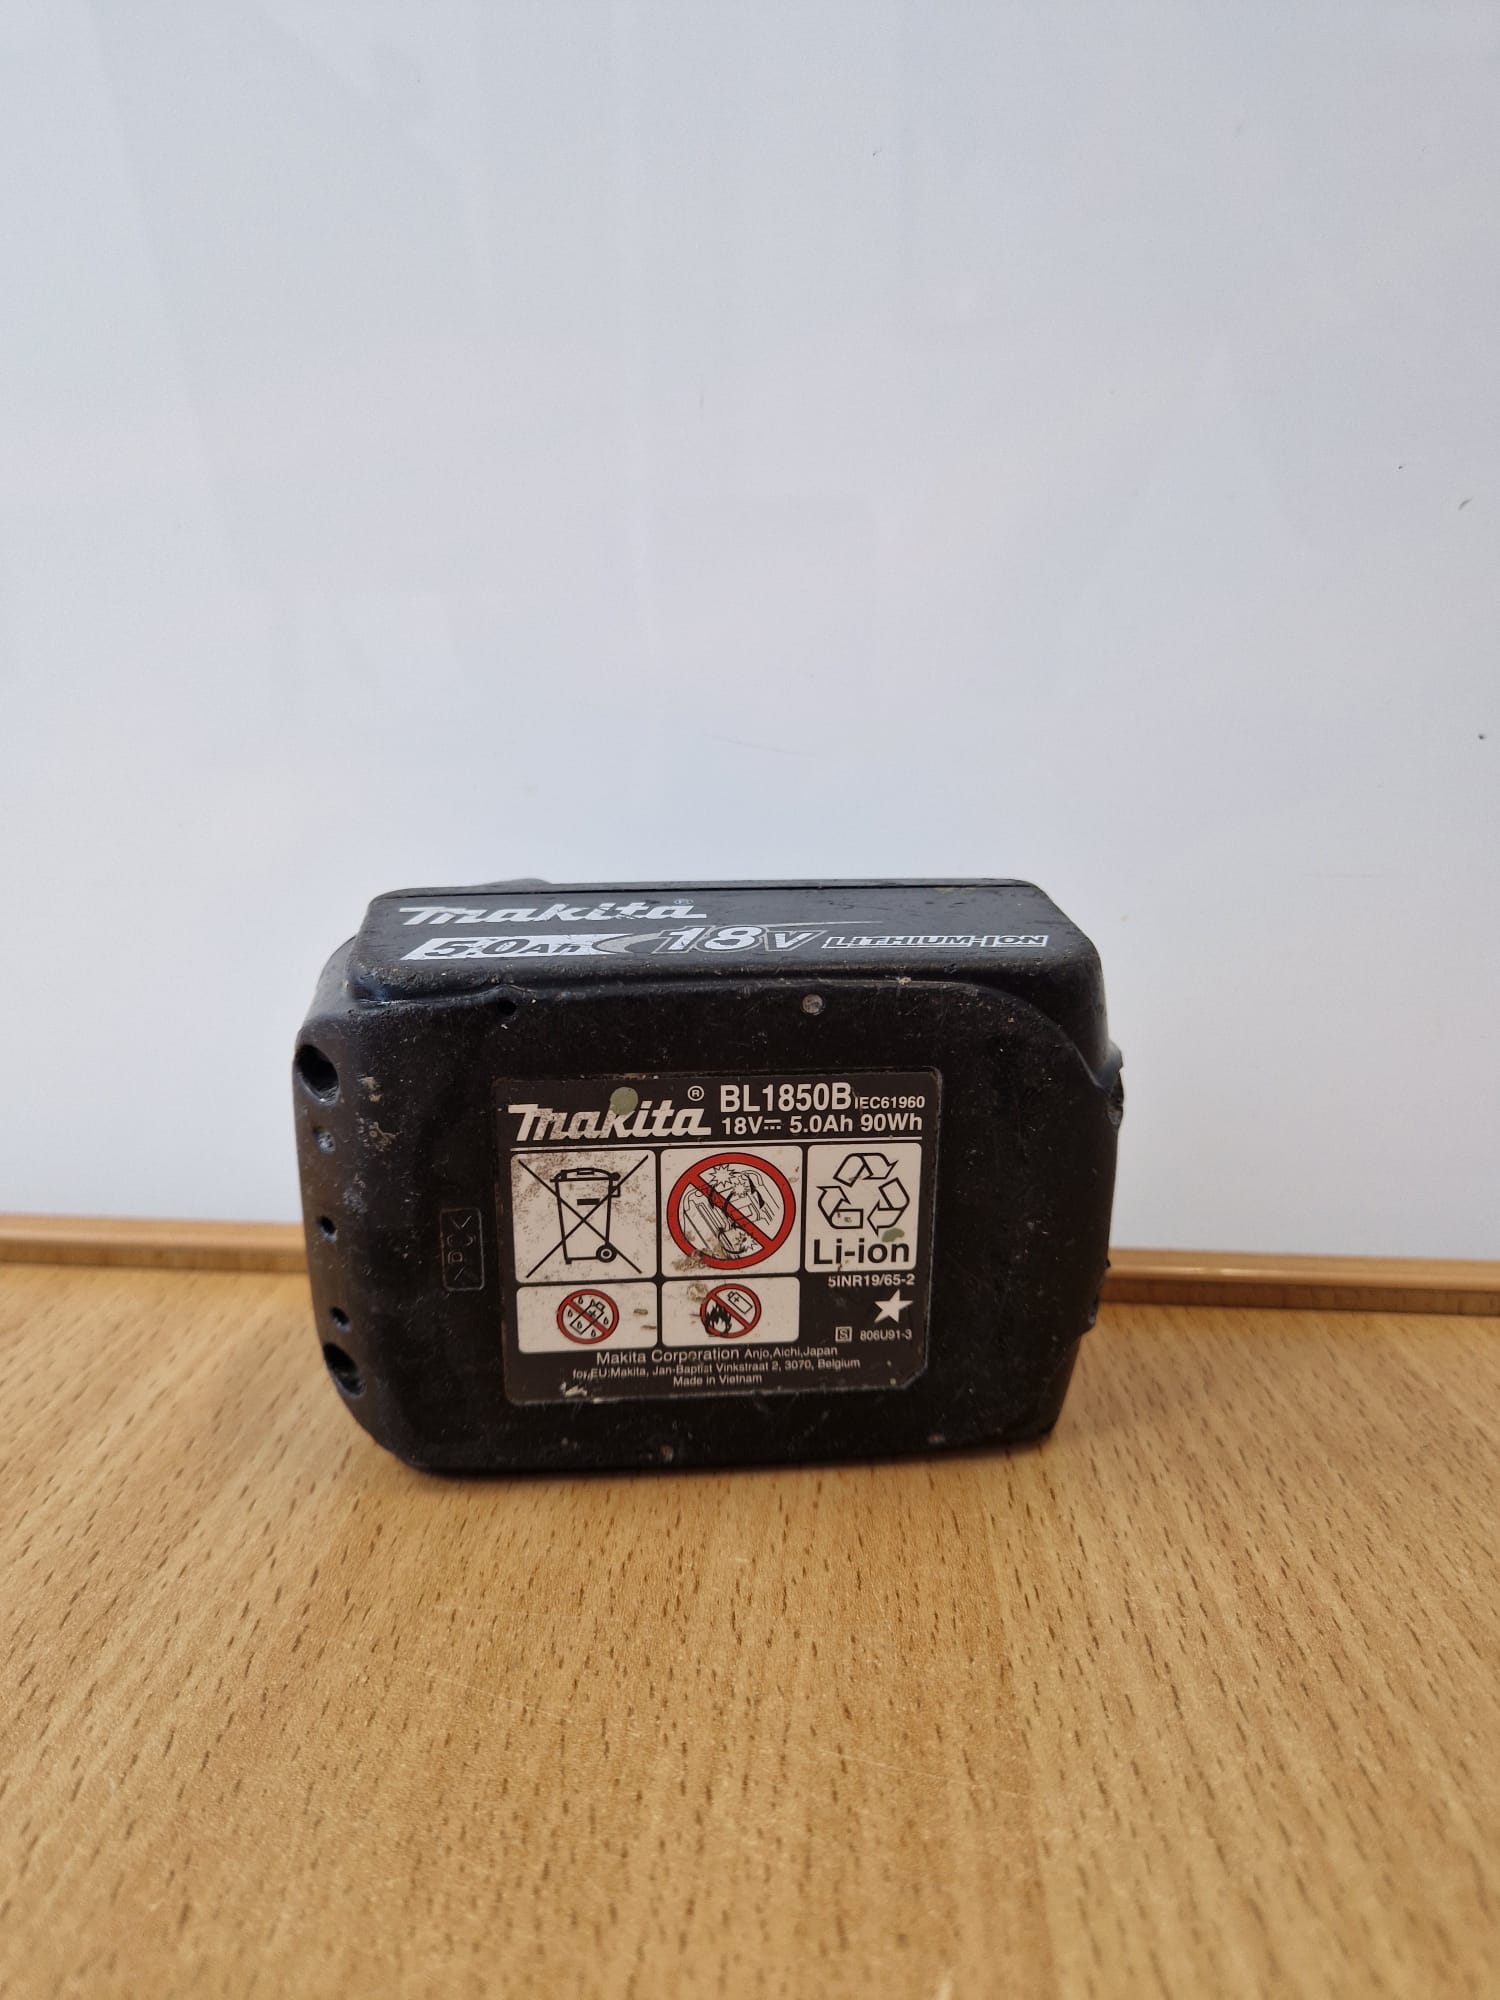 makita®
5.0Ah 18V LITHIUM-ION
makita® BL1850B IEC61960
18V⎓ 5.0Ah 90Wh
>PC<
Li-ion
5INR19/65-2
S 806U91-3
Makita Corporation Anjo,Aichi,Japan
for EU:Makita, Jan-Baptist Vinkstraat 2, 3070, Belgium
Made in Vietnam